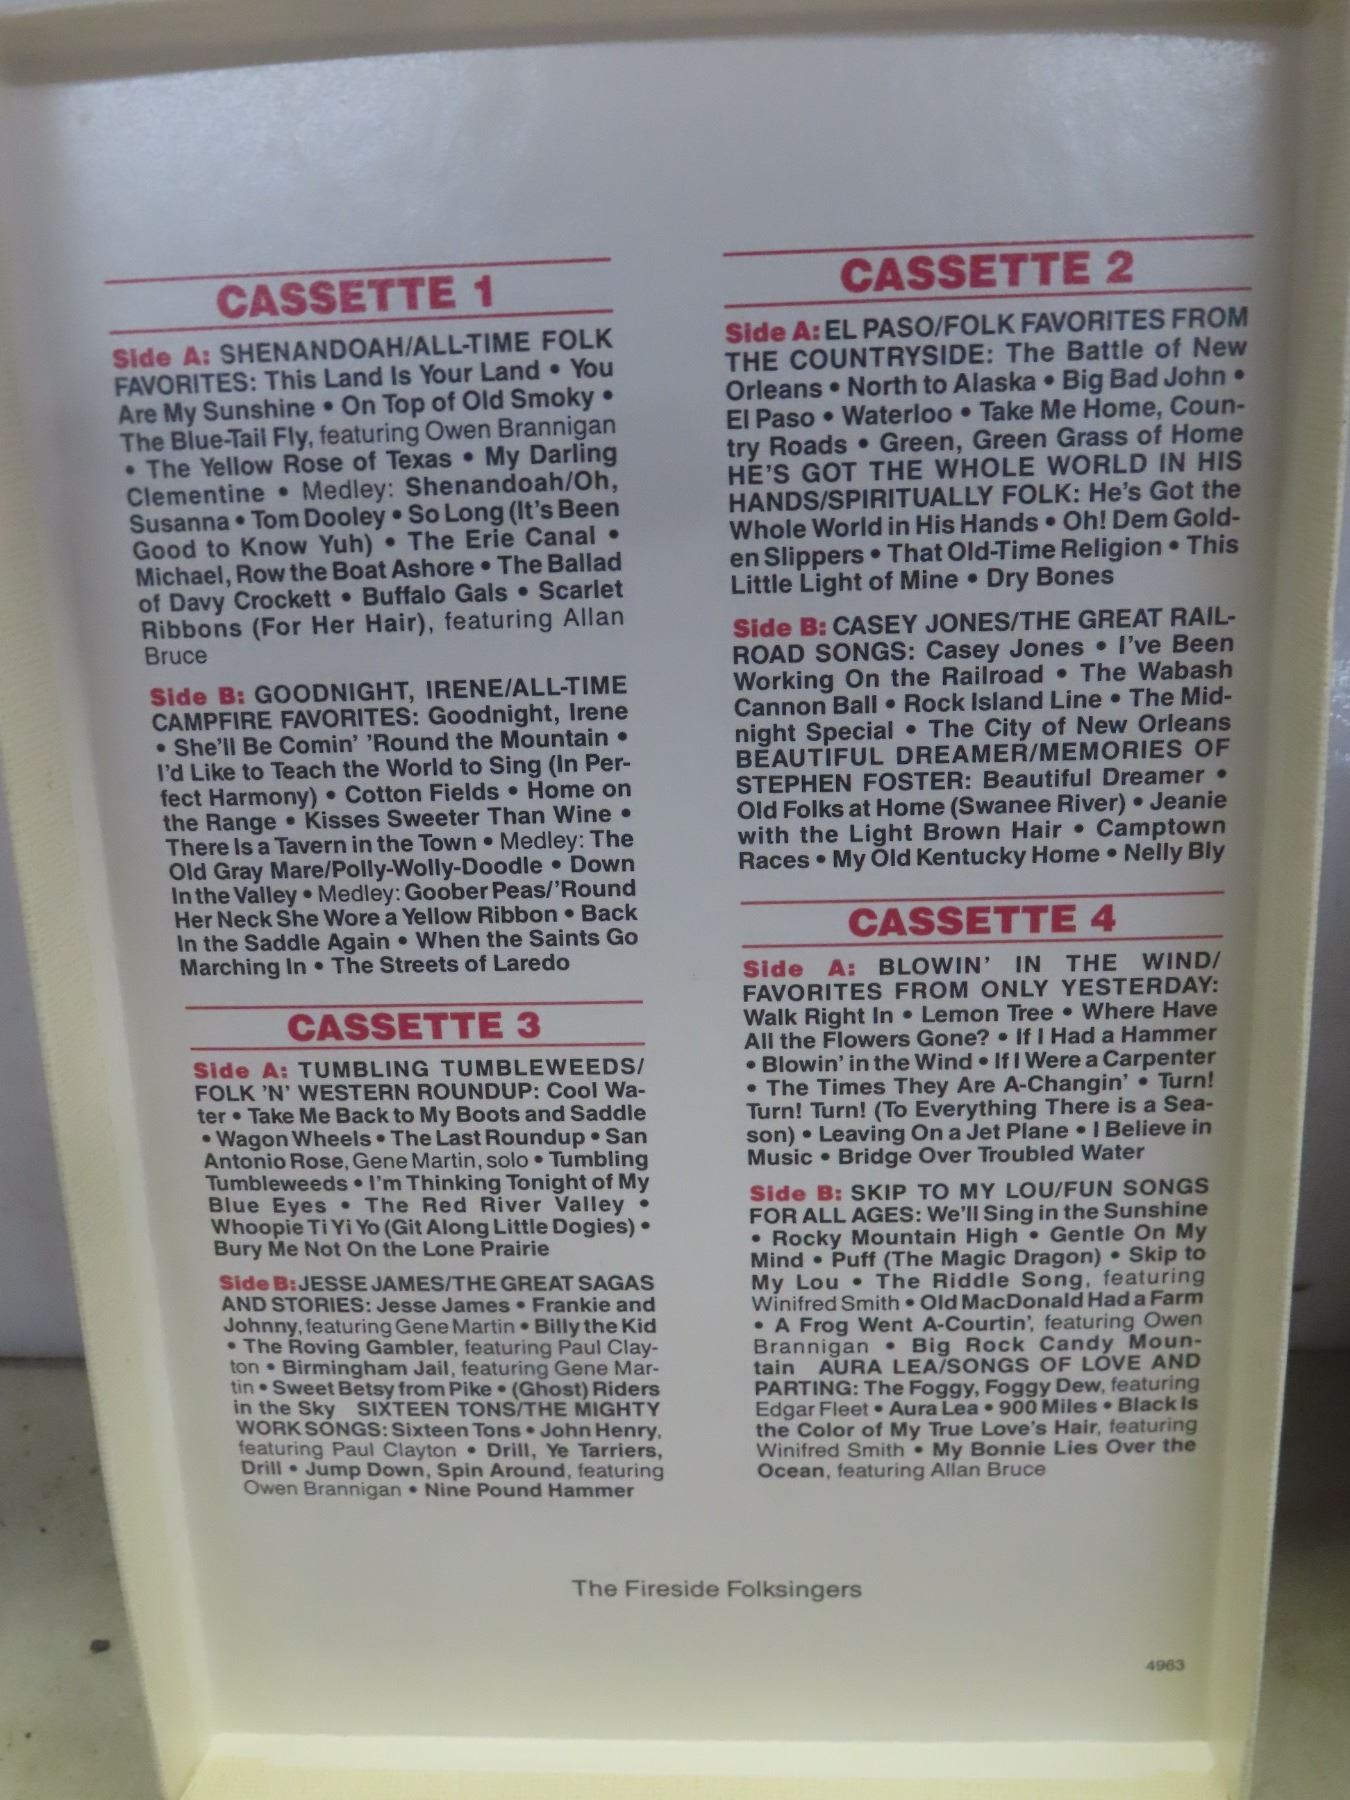 CASSETTE 1
Side A: SHENANDOAH/ALL-TIME FOLK
FAVORITES: This Land Is Your Land • You
Are My Sunshine • On Top of Old Smoky •
The Blue-Tail Fly, featuring Owen Brannigan
• The Yellow Rose of Texas • My Darling
Clementine • Medley: Shenandoah/Oh,
Susanna • Tom Dooley • So Long (It's Been
Good to Know Yuh) • The Erie Canal •
Michael, Row the Boat Ashore • The Ballad
of Davy Crockett • Buffalo Gals • Scarlet
Ribbons (For Her Hair), featuring Allan
Bruce
Side B: GOODNIGHT, IRENE/ALL-TIME
CAMPFIRE FAVORITES: Goodnight, Irene
• She'll Be Comin' 'Round the Mountain •
I'd Like to Teach the World to Sing (In Per-
fect Harmony) • Cotton Fields • Home on
the Range • Kisses Sweeter Than Wine •
There Is a Tavern in the Town • Medley: The
Old Gray Mare/Polly-Wolly-Doodle • Down
In the Valley • Medley: Goober Peas/'Round
Her Neck She Wore a Yellow Ribbon • Back
In the Saddle Again • When the Saints Go
Marching In • The Streets of Laredo
CASSETTE 3
Side A: TUMBLING TUMBLEWEEDS/
FOLK 'N' WESTERN ROUNDUP: Cool Wa-
ter • Take Me Back to My Boots and Saddle
• Wagon Wheels • The Last Roundup • San
Antonio Rose, Gene Martin, solo • Tumbling
Tumbleweeds • I'm Thinking Tonight of My
Blue Eyes • The Red River Valley •
Whoopie Ti Yi Yo (Git Along Little Dogies) •
Bury Me Not On the Lone Prairie
Side B: JESSE JAMES/THE GREAT SAGAS
AND STORIES: Jesse James • Frankie and
Johnny, featuring Gene Martin • Billy the Kid
• The Roving Gambler, featuring Paul Clay-
ton • Birmingham Jail, featuring Gene Mar-
tin • Sweet Betsy from Pike • (Ghost) Riders
in the Sky SIXTEEN TONS/THE MIGHTY
WORK SONGS: Sixteen Tons • John Henry,
featuring Paul Clayton • Drill, Ye Tarriers,
Drill • Jump Down, Spin Around, featuring
Owen Brannigan • Nine Pound Hammer
CASSETTE 2
Side A: EL PASO/FOLK FAVORITES FROM
THE COUNTRYSIDE: The Battle of New
Orleans • North to Alaska • Big Bad John •
El Paso • Waterloo • Take Me Home, Coun-
try Roads • Green, Green Grass of Home
HE'S GOT THE WHOLE WORLD IN HIS
HANDS/SPIRITUALLY FOLK: He's Got the
Whole World in His Hands • Oh! Dem Gold-
en Slippers • That Old-Time Religion • This
Little Light of Mine • Dry Bones
Side B: CASEY JONES/THE GREAT RAIL-
ROAD SONGS: Casey Jones • I've Been
Working On the Railroad • The Wabash
Cannon Ball • Rock Island Line • The Mid-
night Special • The City of New Orleans
BEAUTIFUL DREAMER/MEMORIES OF
STEPHEN FOSTER: Beautiful Dreamer •
Old Folks at Home (Swanee River) • Jeanie
with the Light Brown Hair • Camptown
Races • My Old Kentucky Home • Nelly Bly
CASSETTE 4
Side A: BLOWIN' IN THE WIND/
FAVORITES FROM ONLY YESTERDAY:
Walk Right In • Lemon Tree • Where Have
All the Flowers Gone? • If I Had a Hammer
• Blowin' in the Wind • If I Were a Carpenter
• The Times They Are A-Changin' • Turn!
Turn! Turn! (To Everything There is a Sea-
son) • Leaving On a Jet Plane • I Believe in
Music • Bridge Over Troubled Water
Side B: SKIP TO MY LOU/FUN SONGS
FOR ALL AGES: We'll Sing in the Sunshine
• Rocky Mountain High • Gentle On My
Mind • Puff (The Magic Dragon) • Skip to
My Lou • The Riddle Song, featuring
Winifred Smith • Old MacDonald Had a Farm
• A Frog Went A-Courtin', featuring Owen
Brannigan • Big Rock Candy Moun-
tain AURA LEA/SONGS OF LOVE AND
PARTING: The Foggy, Foggy Dew, featuring
Edgar Fleet • Aura Lea • 900 Miles • Black Is
the Color of My True Love's Hair, featuring
Winifred Smith • My Bonnie Lies Over the
Ocean, featuring Allan Bruce
The Fireside Folksingers
4963